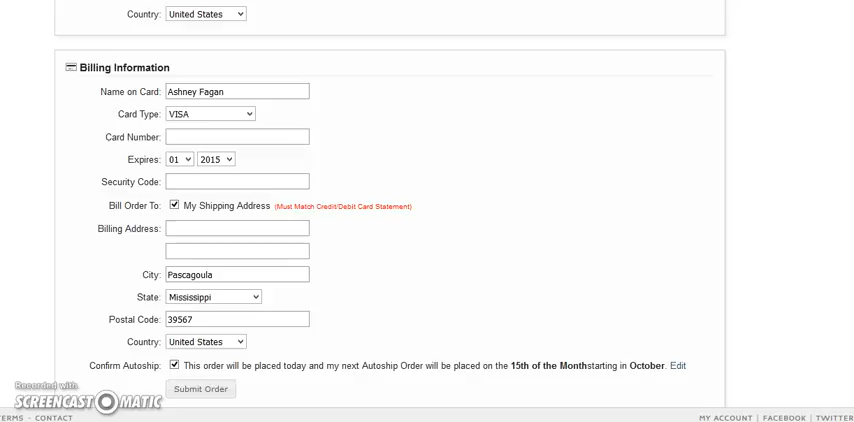 Country: United States
Billing Information
Name on Card: Ashney Fagan
Card Type: VISA
Card Number:
Expires: 01 2015
Security Code:
Bill Order To: My Shipping Address (Must Match Credit/Debit Card Statement)
Billing Address:
City: Pascagoula
State: Mississippi
Postal Code: 39567
Country: United States
Confirm Autoship: This order will be placed today and my next Autoship Order will be placed on the 15th of the Monthstarting in October. Edit
Submit Order
Recorded with
SCREENCAST-O-MATIC
TERMS - CONTACT MY ACCOUNT | FACEBOOK | TWITTER